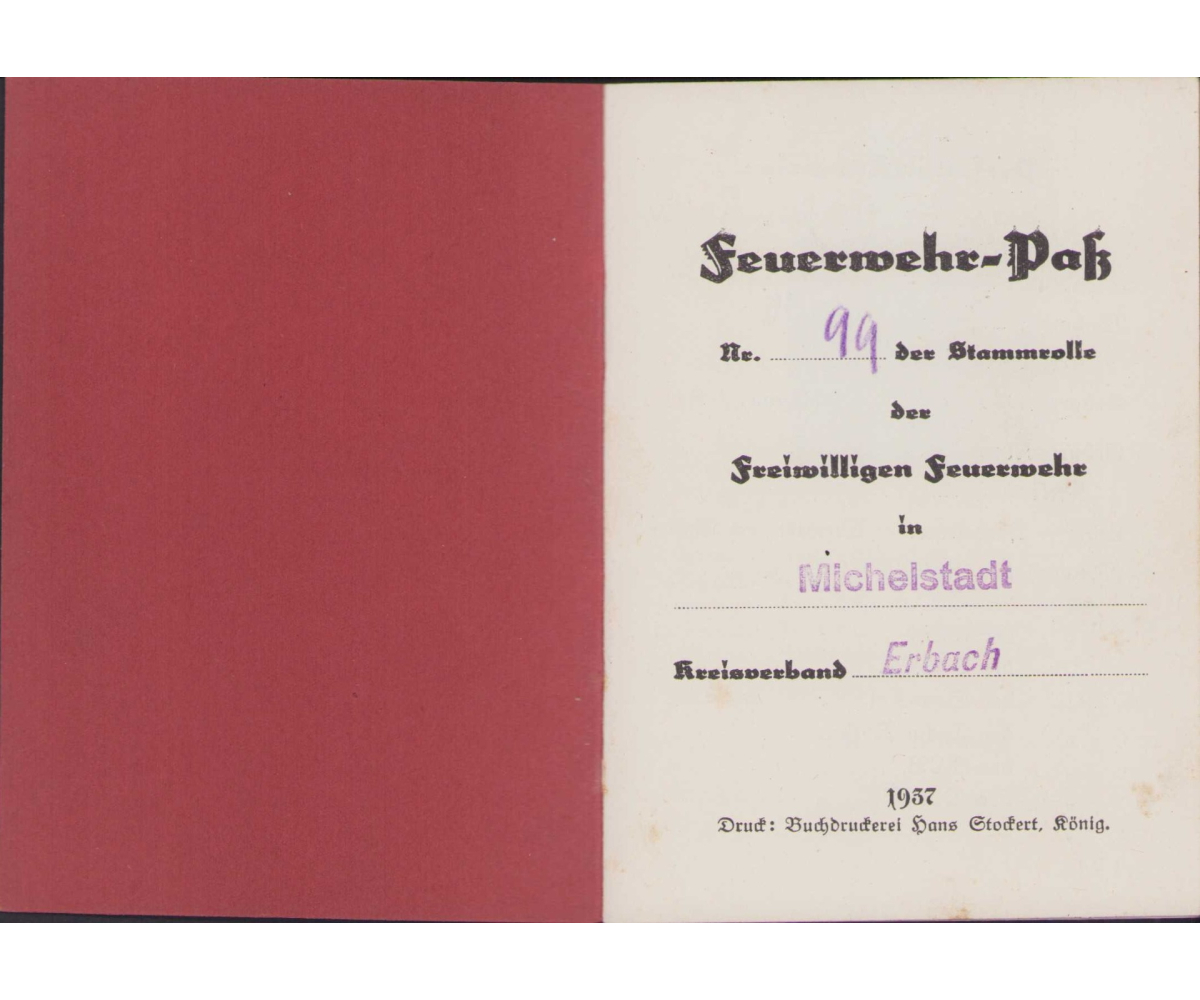 Feuerwehr-Paß
Nr. 99 der Stammrolle
der
Freiwilligen Feuerwehr
in
Michelstadt
Kreisverband Erbach
1937
Druck: Buchdruckerei Hans Stockert, König.